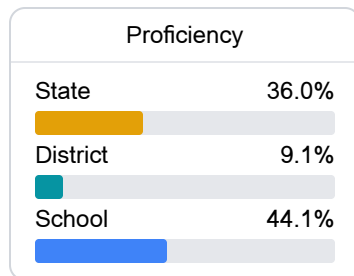 Proficiency
State 36.0%
District 9.1%
School 44.1%